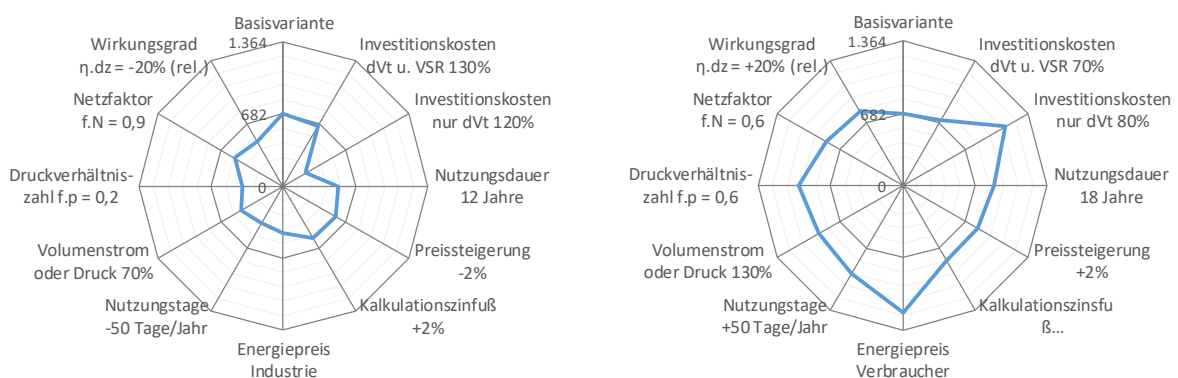 Basisvariante
1.364
Wirkungsgrad
η.dz = -20% (rel.)
Investitionskosten
dVt u. VSR 130%
Netzfaktor
f.N = 0,9
682
Investitionskosten
nur dVt 120%
Druckverhältnis-
zahl f.p = 0,2
0
Nutzungsdauer
12 Jahre
Volumenstrom
oder Druck 70%
Preissteigerung
-2%
Nutzungstage
-50 Tage/Jahr
Kalkulationszinfuß
+2%
Energiepreis
Industrie
Basisvariante
1.364
Wirkungsgrad
η.dz = +20% (rel.)
Investitionskosten
dVt u. VSR 70%
Netzfaktor
f.N = 0,6
682
Investitionskosten
nur dVt 80%
Druckverhältnis-
zahl f.p = 0,6
0
Nutzungsdauer
18 Jahre
Volumenstrom
oder Druck 130%
Preissteigerung
+2%
Nutzungstage
+50 Tage/Jahr
Kalkulationszinsfu
ß...
Energiepreis
Verbraucher